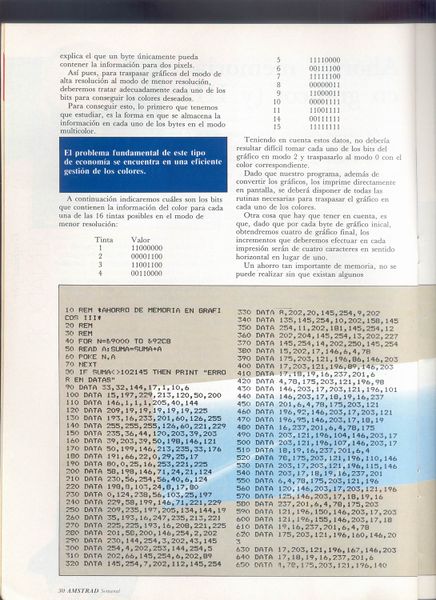 explica el que un byte únicamente pueda
contener la información para dos pixels.
Así pues, para traspasar gráficos del modo de
alta resolución al modo de menor resolución,
deberemos tratar adecuadamente cada uno de los
bits para conseguir los colores deseados.
Para conseguir esto, lo primero que tenemos
que estudiar, es la forma en que se almacena la
información en cada uno de los bytes en el modo
multicolor.
El problema fundamental de este tipo
de economía se encuentra en una eficiente
gestión de los colores.
A continuación indicaremos cuáles son los bits
que contienen la información del color para cada
una de las 16 tintas posibles en el modo de
menor resolución:
Tinta Valor
1 11000000
2 00001100
3 11001100
4 00110000
5 11110000
6 00111100
7 11111100
8 00000011
9 11000011
10 00001111
11 11001111
14 00111111
15 11111111
Teniendo en cuenta estos datos, no debería
resultar difícil tomar cada uno de los bits del
gráfico en modo 2 y traspasarlo al modo 0 con el
color correspondiente.
Dado que nuestro programa, además de
convertir los gráficos, los imprime directamente
en pantalla, se deberá disponer de todas las
rutinas necesarias para traspasar el gráfico en
cada uno de los colores.
Otra cosa que hay que tener en cuenta, es
que, dado que por cada byte de gráfico inicial,
obtendremos cuatro de gráfico final, los
incrementos que deberemos efectuar en cada
impresión serán de cuatro caracteres en sentido
horizontal en lugar de uno.
Un ahorro tan importante de memoria, no se
puede realizar sin que existan algunos
10 REM *AHORRO DE MEMORIA EN GRAFI
COS III*
20 REM
30 REM
40 FOR N=&9000 TO &92CB
50 READ A:SUMA=SUMA+A
60 POKE N,A
70 NEXT
80 IF SUMA<>102145 THEN PRINT "ERRO
R EN DATAS"
90 DATA 33,32,144,17,1,10,6
100 DATA 15,197,229,213,120,50,200
110 DATA 146,1,4,1,205,40,144
120 DATA 209,19,19,19,19,19,225
130 DATA 193,16,233,201,60,126,255
140 DATA 255,255,255,126,60,221,229
150 DATA 235,36,44,120,203,39,203
160 DATA 39,203,39,50,198,146,121
170 DATA 50,199,146,213,235,33,176
180 DATA 191,66,22,0,229,25,17
190 DATA 80,0,25,16,253,221,225
200 DATA 58,198,146,71,24,21,124
210 DATA 230,56,254,56,40,6,124
220 DATA 198,8,103,24,8,17,80
230 DATA 0,124,238,56,103,25,197
240 DATA 229,58,199,146,71,221,229
250 DATA 209,235,197,205,134,144,19
260 DATA 35,193,16,247,235,213,221
270 DATA 225,225,193,16,208,221,225
280 DATA 201,58,200,146,254,2,202
290 DATA 130,144,254,3,202,43,145
300 DATA 254,4,202,53,144,254,5
310 DATA 202,66,145,254,6,202,89
320 DATA 145,254,7,202,112,145,254
330 DATA 8,202,20,145,254,9,202
340 DATA 135,145,254,10,202,158,145
350 DATA 254,11,202,181,145,254,12
360 DATA 202,204,145,254,13,202,227
370 DATA 145,254,14,202,250,145,254
380 DATA 15,202,17,146,6,4,78
390 DATA 175,203,121,196,86,146,203
400 DATA 17,203,121,196,89,146,203
410 DATA 17,18,19,16,237,201,6
420 DATA 4,78,175,203,121,196,98
430 DATA 146,203,17,203,121,196,101
440 DATA 146,203,17,18,19,16,237
450 DATA 201,6,4,78,175,203,121
460 DATA 196,92,146,203,17,203,121
470 DATA 196,95,146,203,17,18,19
480 DATA 16,237,201,6,4,78,175
490 DATA 203,121,196,104,146,203,17
500 DATA 203,121,196,107,146,203,17
510 DATA 18,19,16,237,201,6,4
520 DATA 78,175,203,121,196,110,146
530 DATA 203,17,203,121,196,115,146
540 DATA 203,17,18,19,16,237,201
550 DATA 6,4,78,175,203,121,196
560 DATA 120,146,203,17,203,121,196
570 DATA 125,146,203,17,18,19,16
580 DATA 237,201,6,4,78,175,203
590 DATA 121,196,150,146,203,17,203
600 DATA 121,196,155,146,203,17,18
610 DATA 19,16,237,201,6,4,78
620 DATA 175,203,121,196,160,146,20
3
630 DATA 17,203,121,196,167,146,203
640 DATA 17,18,19,16,237,201,6
650 DATA 4,78,175,203,121,196,140
30 AMSTRAD Semanal